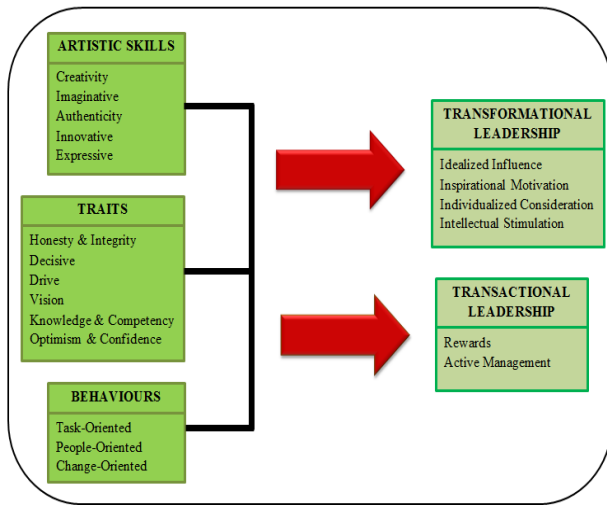 ARTISTIC SKILLS
Creativity
Imaginative
Authenticity
Innovative
Expressive
TRAITS
Honesty & Integrity
Decisive
Drive
Vision
Knowledge & Competency
Optimism & Confidence
BEHAVIOURS
Task-Oriented
People-Oriented
Change-Oriented
TRANSFORMATIONAL
LEADERSHIP
Idealized Influence
Inspirational Motivation
Individualized Consideration
Intellectual Stimulation
TRANSACTIONAL
LEADERSHIP
Rewards
Active Management